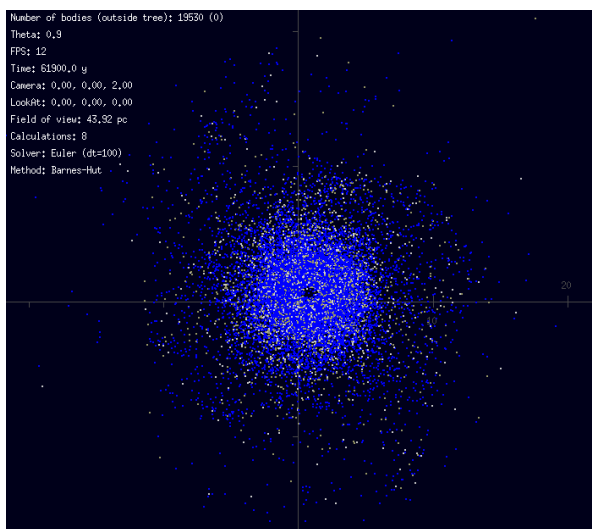 Number of bodies (outside tree): 19530 (0)
Theta: 0.9
FPS: 12
Time: 61900.0 y
Camera: 0.00, 0.00, 2.00
LookAt: 0.00, 0.00, 0.00
Field of view: 43.92 pc
Calculations: 8
Solver: Euler (dt=100)
Method: Barnes-Hut
20
10